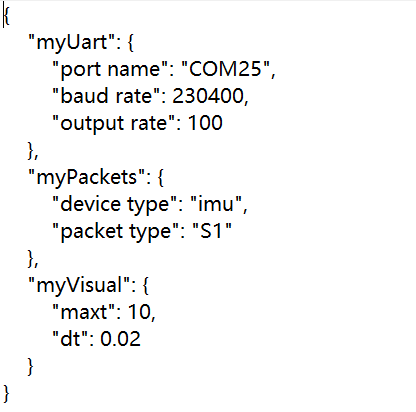 {
"myUart": {
"port name": "COM25",
"baud rate": 230400,
"output rate": 100
},
"myPackets": {
"device type": "imu",
"packet type": "S1"
},
"myVisual": {
"maxt": 10,
"dt": 0.02
}
}